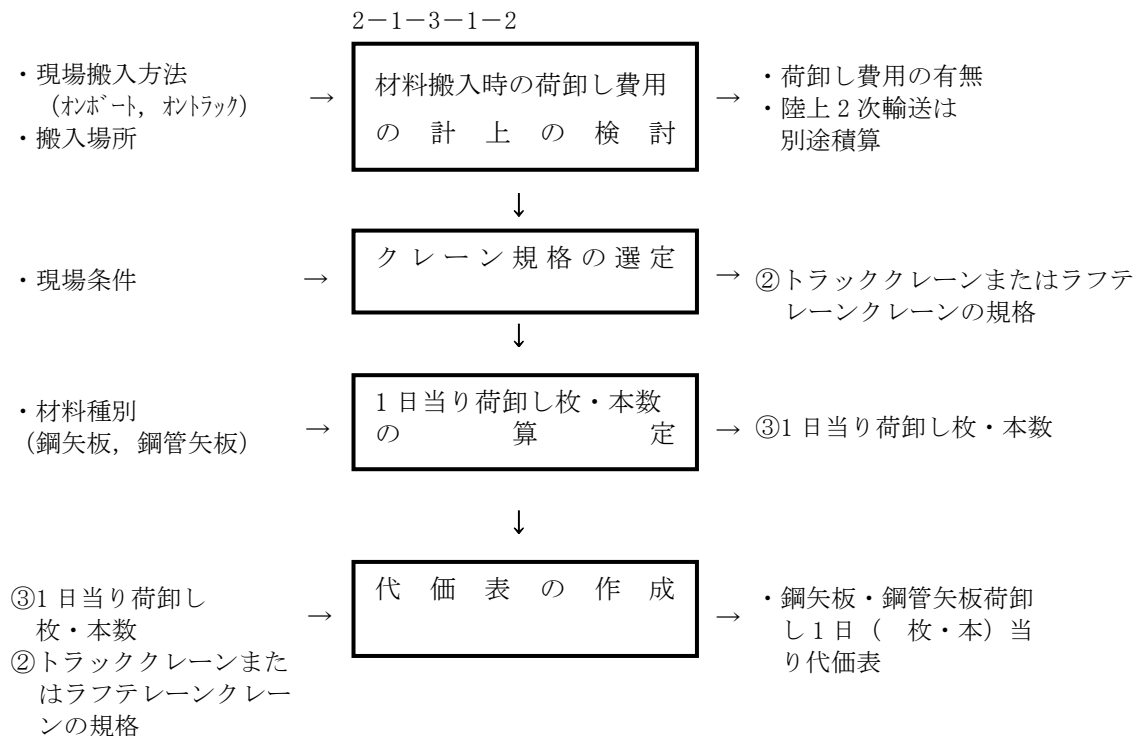 2－1－3－1－2
・現場搬入方法
（ｵﾝﾎﾞｰﾄ，ｵﾝﾄﾗｯｸ）
・搬入場所
→
材料搬入時の荷卸し費用
の計上の検討
→
・荷卸し費用の有無
・陸上２次輸送は
別途積算
↓
・現場条件
→
クレーン規格の選定
→
②トラッククレーンまたはラフテ
レーンクレーンの規格
↓
・材料種別
（鋼矢板，鋼管矢板）
→
1日当り荷卸し枚・本数
の算定
→
③1日当り荷卸し枚・本数
↓
③1日当り荷卸し
枚・本数
②トラッククレーンまた
はラフテレーンクレー
ンの規格
→
代価表の作成
→
・鋼矢板・鋼管矢板荷卸
し１日（　枚・本）当
り代価表